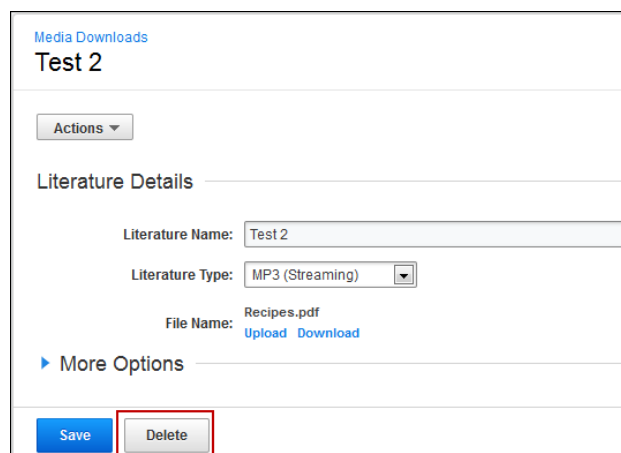 Media Downloads
Test 2
Actions
Literature Details
Literature Name: Test 2
Literature Type: MP3 (Streaming)
File Name: Recipes.pdf
Upload Download
More Options
Save Delete